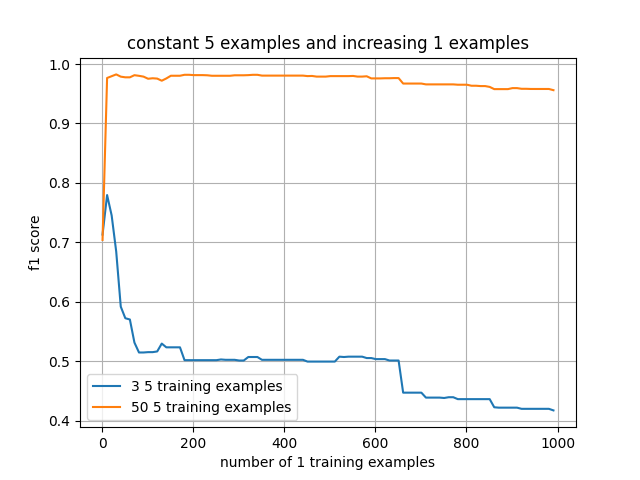 constant 5 examples and increasing 1 examples
f1 score
1.0
0.9
0.8
0.7
0.6
0.5
0.4
3 5 training examples
50 5 training examples
0 200 400 600 800 1000
number of 1 training examples